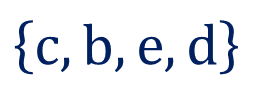 {c, b, e, d}